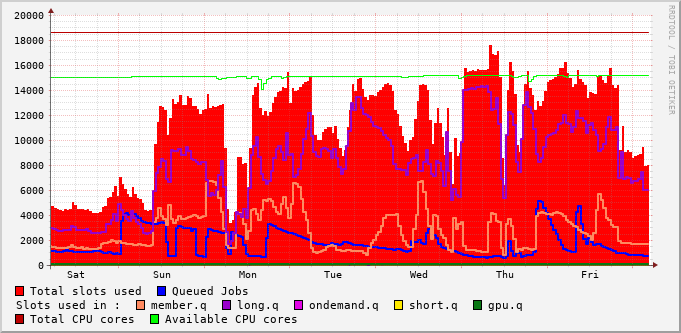 RRDTOOL / TOBI OETIKER
20000
18000
16000
14000
12000
10000
8000
6000
4000
2000
0
Sat Sun Mon Tue Wed Thu Fri
Total slots used Queued Jobs
Slots used in : member.q long.q ondemand.q short.q gpu.q
Total CPU cores Available CPU cores